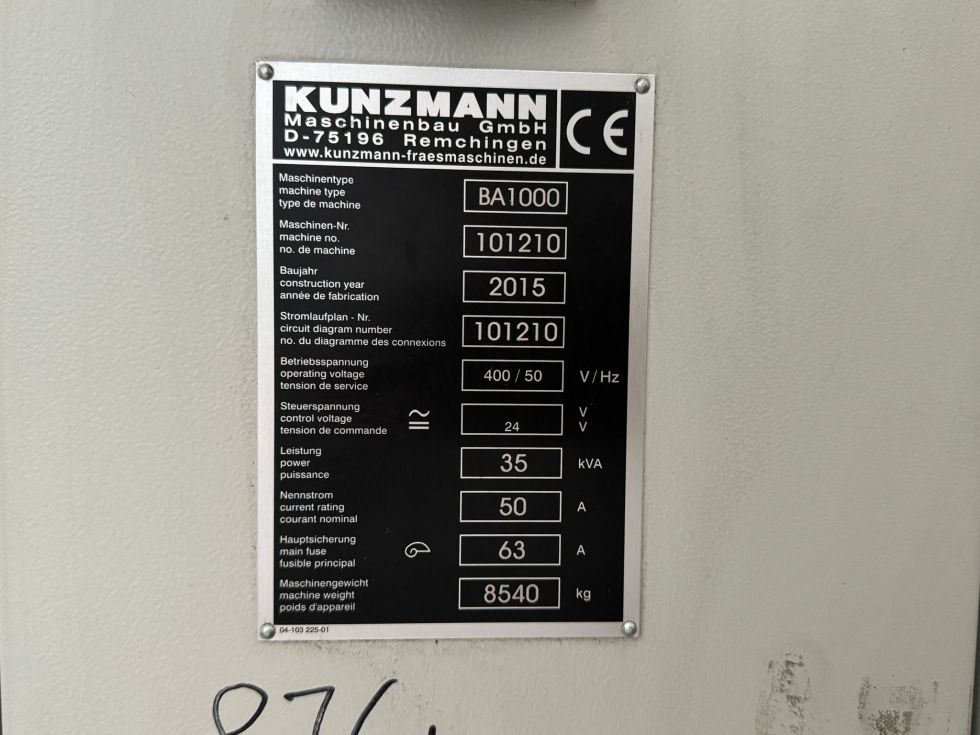 KUNZMANN
Maschinenbau GmbH
D-75196 Remchingen
www.kunzmann-fraesmaschinen.de
CE
Maschinentype
machine type
type de machine
BA1000
Maschinen-Nr.
machine no.
no. de machine
101210
Baujahr
construction year
année de fabrication
2015
Stromlaufplan - Nr.
circuit diagram number
no. du diagramme des connexions
101210
Betriebsspannung
operating voltage
tension de service
400 / 50 V/Hz
Steuerspannung
control voltage
tension de commande
V
24 V
Leistung
power
puissance
35 kVA
Nennstrom
current rating
courant nominal
50 A
Hauptsicherung
main fuse
fusible principal
63 A
Maschinengewicht
machine weight
poids d'appareil
8540 kg
04-103 225-01